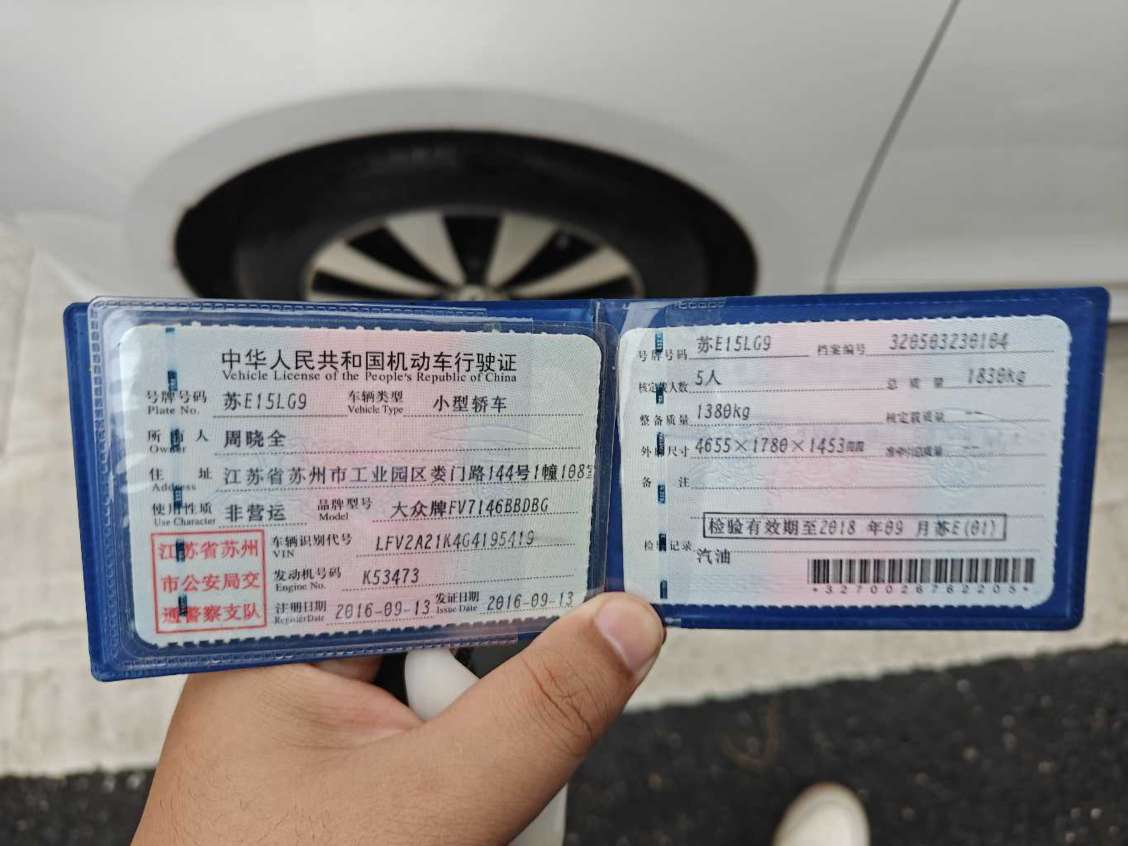 中华人民共和国机动车行驶证
Vehicle License of the People's Republic of China
号牌号码 苏E15LG9 车辆类型 小型轿车
Plate No. Vehicle Type
所有人 周晓全
Owner
住址 江苏省苏州市工业园区娄门路144号1幢108室
Address
使用性质 非营运 品牌型号 大众牌FV7146BBDBG
Use Character Model
江苏省苏州
市公安局交
通警察支队
车辆识别代号 LFV2A21K4G4195419
VIN
发动机号码 K53473
Engine No.
注册日期 2016-09-13 发证日期 2016-09-13
Register Date Issue Date
号牌号码 苏E15LG9 档案编号 320503230104
核定载人数 5人 总质量 1830kg
整备质量 1380kg 核定载质量
外廓尺寸 4655×1780×1453 准牵引总质量
备注
检验有效期至2018 年09 月苏E(01)
检验记录
汽油
*3270026762205*